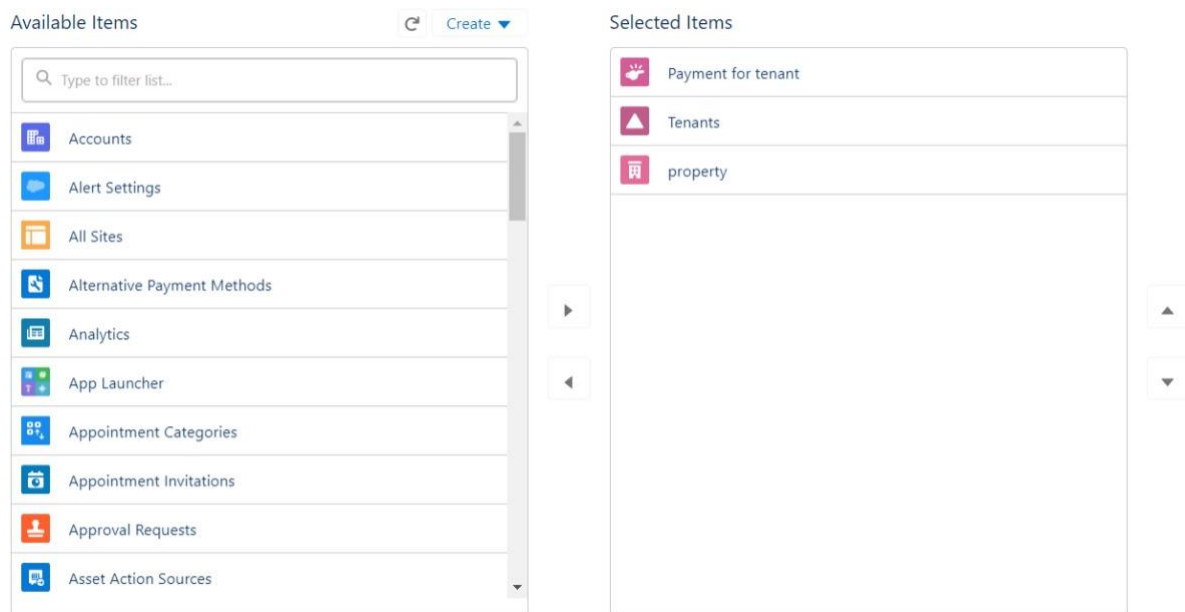 Available Items
Create
Type to filter list...
Accounts
Alert Settings
All Sites
Alternative Payment Methods
Analytics
App Launcher
Appointment Categories
Appointment Invitations
Approval Requests
Asset Action Sources
Selected Items
Payment for tenant
Tenants
property